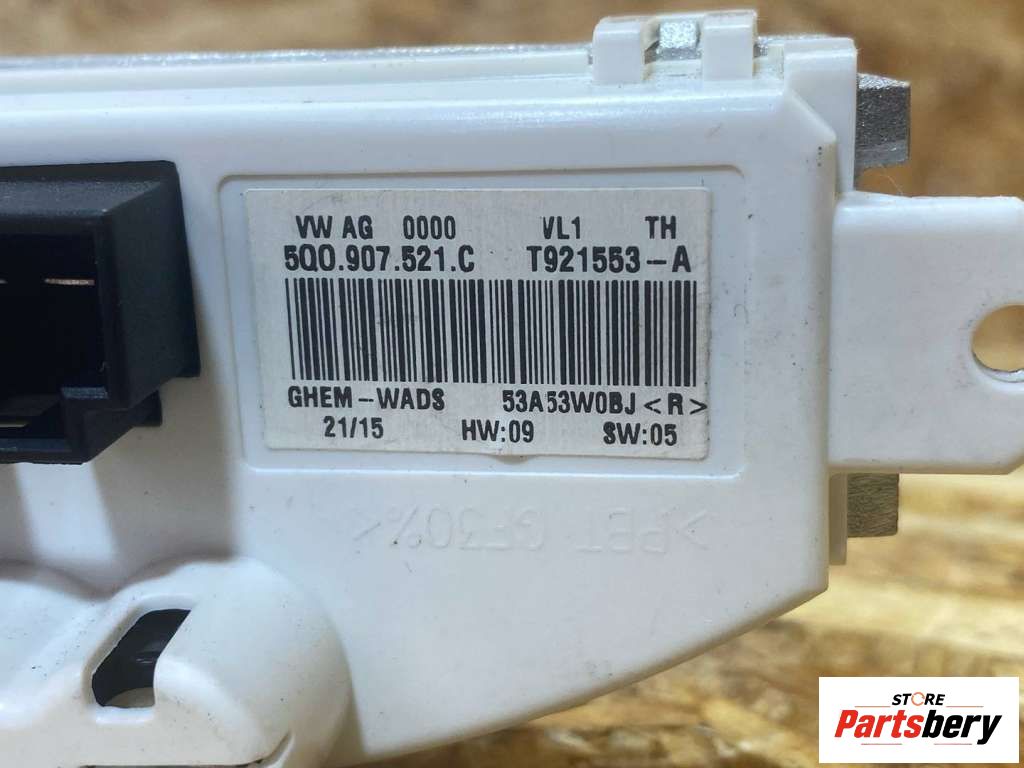 VW AG 0000 VL1 TH
5Q0.907.521.C T921553-A
GHEM-WADS 53A53W0BJ <R>
21/15 HW:09 SW:05
>PBT GF30%<
STORE
Partsbery